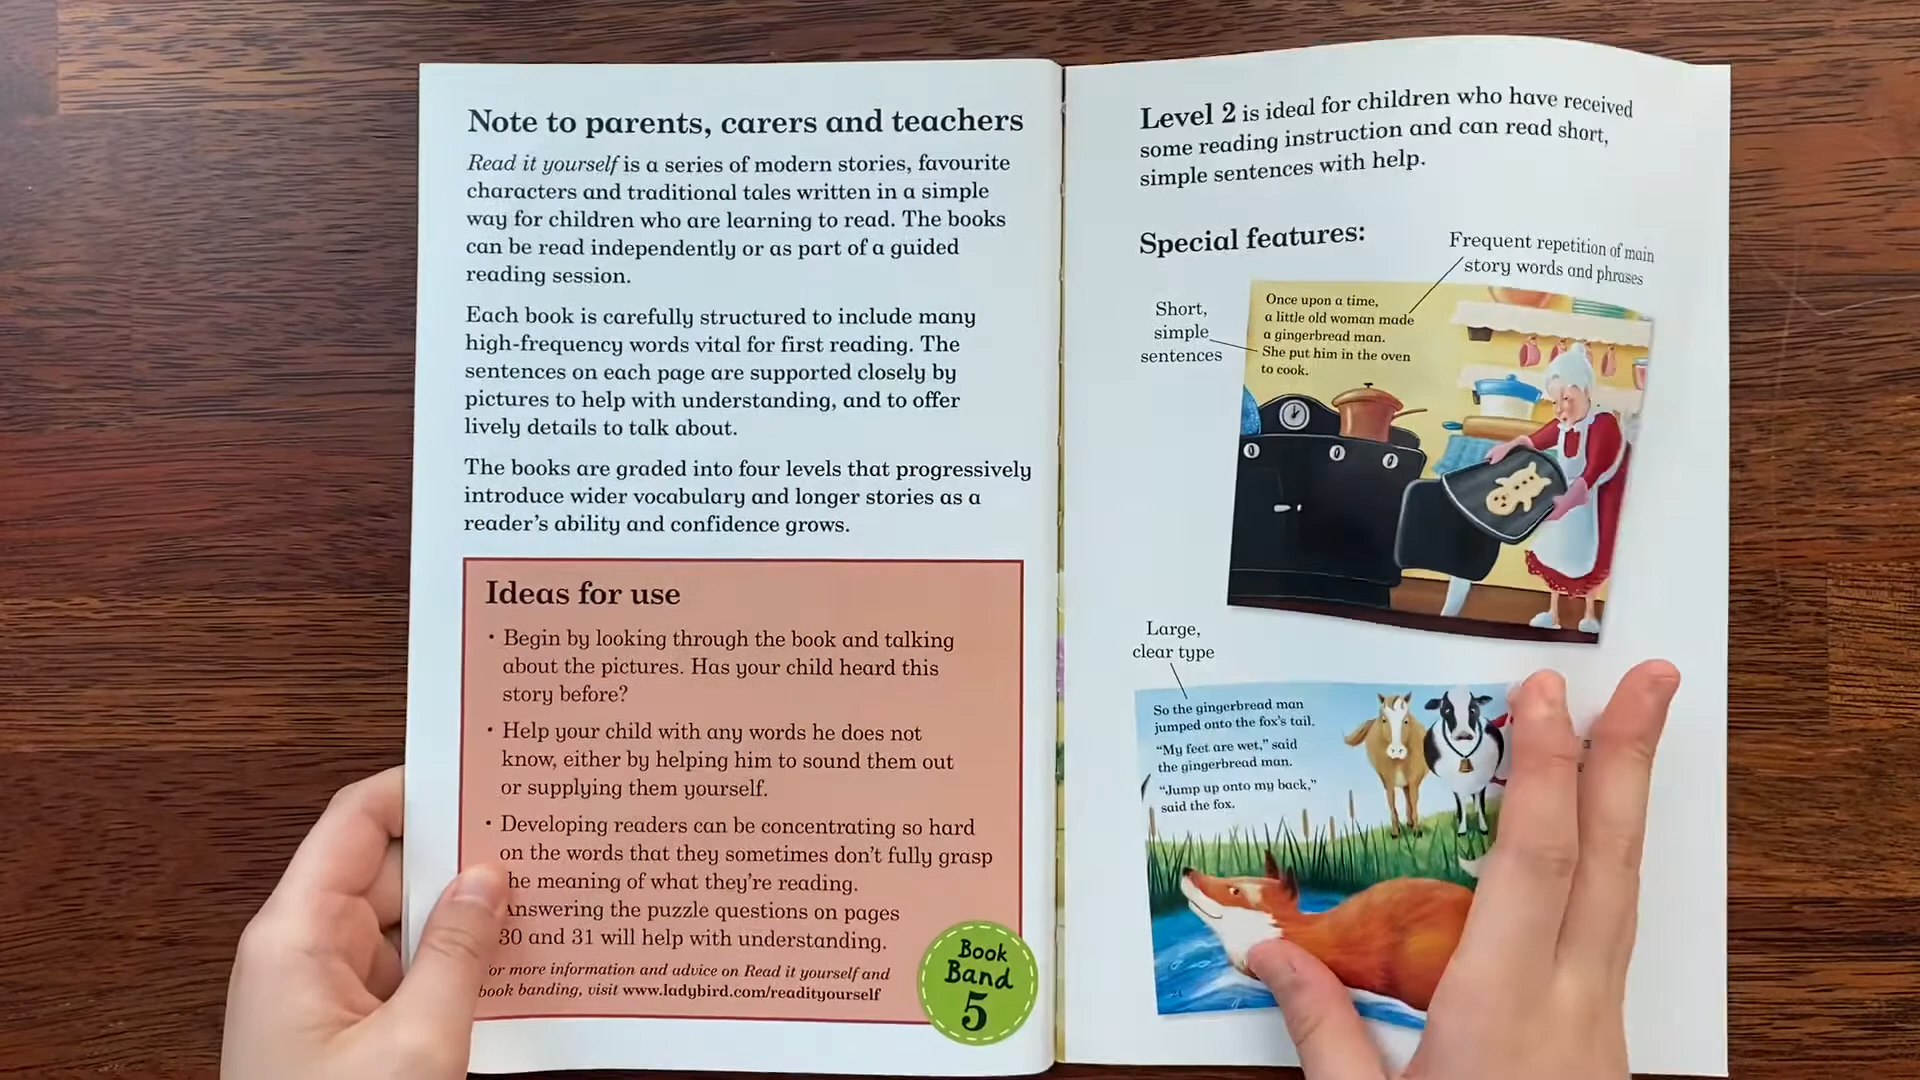 Note to parents, carers and teachers
Read it yourself is a series of modern stories, favourite
characters and traditional tales written in a simple
way for children who are learning to read. The books
can be read independently or as part of a guided
reading session.
Each book is carefully structured to include many
high-frequency words vital for first reading. The
sentences on each page are supported closely by
pictures to help with understanding, and to offer
lively details to talk about.
The books are graded into four levels that progressively
introduce wider vocabulary and longer stories as a
reader's ability and confidence grows.
Ideas for use
• Begin by looking through the book and talking
about the pictures. Has your child heard this
story before?
• Help your child with any words he does not
know, either by helping him to sound them out
or supplying them yourself.
• Developing readers can be concentrating so hard
on the words that they sometimes don't fully grasp
he meaning of what they're reading.
Answering the puzzle questions on pages
30 and 31 will help with understanding.
or more information and advice on Read it yourself and
book banding, visit www.ladybird.com/readityourself
Book
Band
5
Level 2 is ideal for children who have received
some reading instruction and can read short,
simple sentences with help.
Special features:
Frequent repetition of main
story words and phrases
Short,
simple
sentences
Once upon a time,
a little old woman made
a gingerbread man.
She put him in the oven
to cook.
Large,
clear type
So the gingerbread man
jumped onto the fox's tail.
"My feet are wet," said
the gingerbread man.
"Jump up onto my back,"
said the fox.